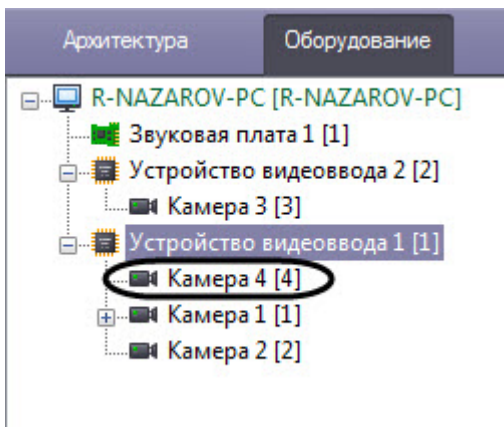 Архитектура Оборудование
R-NAZAROV-PC [R-NAZAROV-PC]
Звуковая плата 1 [1]
Устройство видеоввода 2 [2]
Камера 3 [3]
Устройство видеоввода 1 [1]
Камера 4 [4]
Камера 1 [1]
Камера 2 [2]